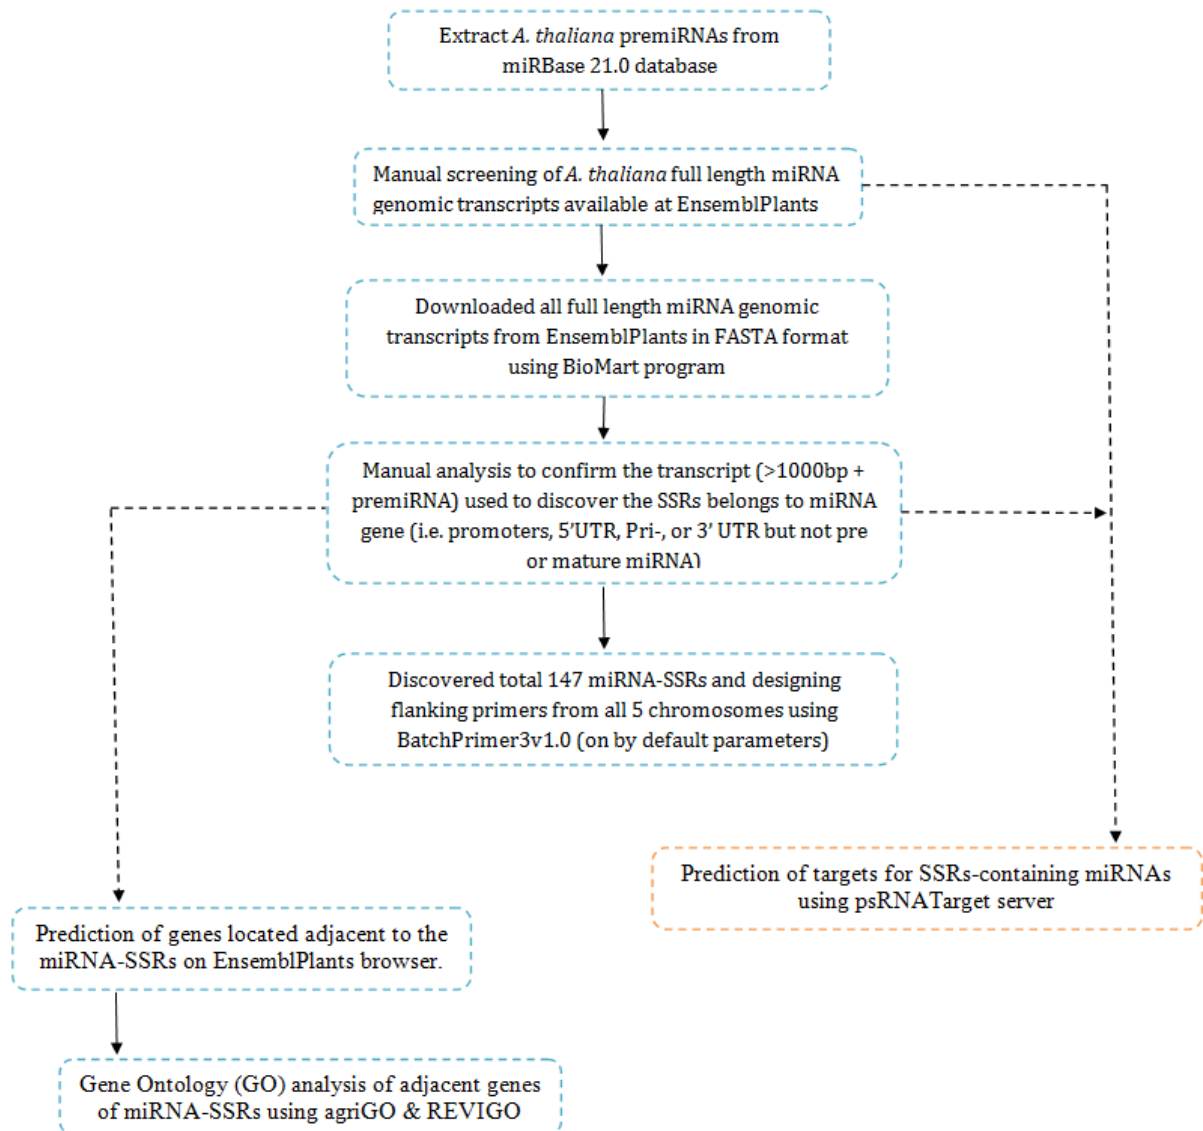 Extract A. thaliana premiRNAs from
miRBase 21.0 database
Manual screening of A. thaliana full length miRNA
genomic transcripts available at EnsemblPlants
Downloaded all full length miRNA genomic
transcripts from EnsemblPlants in FASTA format
using BioMart program
Manual analysis to confirm the transcript (>1000bp +
premiRNA) used to discover the SSRs belongs to miRNA
gene (i.e. promoters, 5'UTR, Pri-, or 3' UTR but not pre
or mature miRNA)
Discovered total 147 miRNA-SSRs and designing
flanking primers from all 5 chromosomes using
BatchPrimer3v1.0 (on by default parameters)
Prediction of targets for SSRs-containing miRNAs
using psRNATarget server
Prediction of genes located adjacent to the
miRNA-SSRs on EnsemblPlants browser.
Gene Ontology (GO) analysis of adjacent genes
of miRNA-SSRs using agriGO & REVIGO